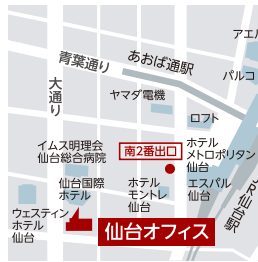 アエル
あおば通駅
青葉通り
パルコ
大通り
ヤマダ電機
ロフト
イムス明理会
仙台総合病院
南2番出口
ホテル
メトロポリタン
仙台
仙台国際
ホテル
ホテル
モントレ
仙台
エスパル
仙台
JR仙台駅
ウェスティン
ホテル
仙台
仙台オフィス